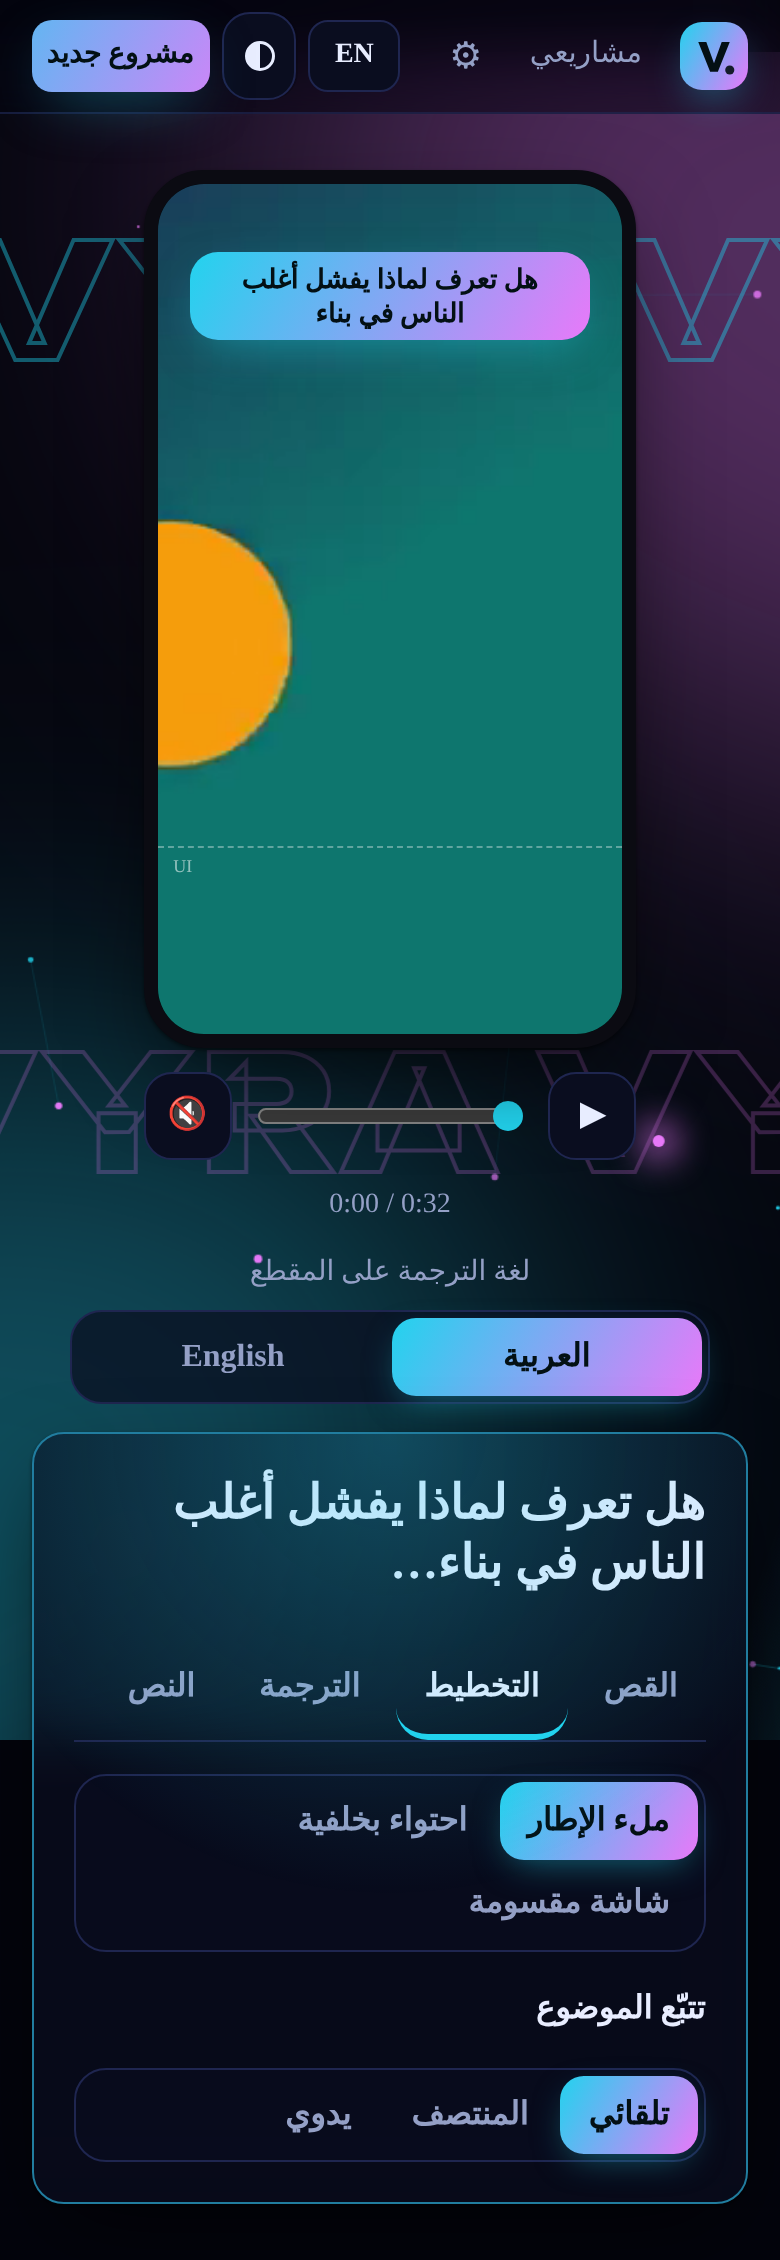 V.
مشاريعي
EN
مشروع جديد
هل تعرف لماذا يفشل أغلب
الناس في بناء
UI
VYRA
0:00 / 0:32
لغة الترجمة على المقطع
العربية
English
هل تعرف لماذا يفشل أغلب
الناس في بناء…
القص
التخطيط
الترجمة
النص
ملء الإطار
احتواء بخلفية
شاشة مقسومة
تتبّع الموضوع
تلقائي
المنتصف
يدوي